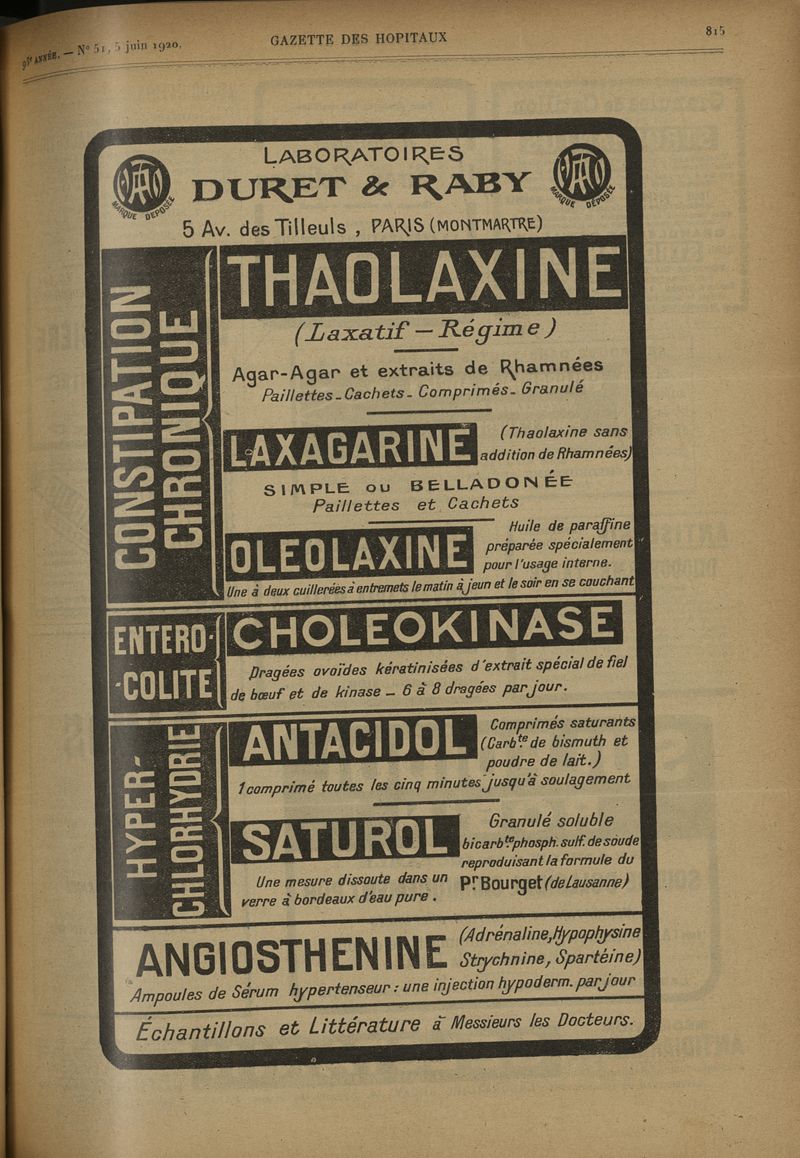 93e ANNÉE. — N° 51, 5 juin 1920.
GAZETTE DES HOPITAUX
815
LABORATOIRES
DURET & RABY
MARQUE DEPOSÉE
MARQUE DÉPOSÉE
5 Av. des Tilleuls , PARIS (MONTMARTRE)
CONSTIPATION
CHRONIQUE
THAOLAXINE
(Laxatif — Régime)
Agar-Agar et extraits de Rhamnées
Paillettes - Cachets - Comprimés - Granulé
LAXAGARINE
(Thaolaxine sans
addition de Rhamnées)
SIMPLE OU BELLADONÉE
Paillettes et Cachets
OLEOLAXINE
Huile de paraffine
préparée spécialement
pour l'usage interne.
Une à deux cuillerées à entremets le matin à jeun et le soir en se couchant
ENTERO-
-COLITE
CHOLEOKINASE
Dragées ovoïdes kératinisées d'extrait spécial de fiel
de bœuf et de kinase — 6 à 8 dragées par jour.
HYPER-
CHLORHYDRIE
ANTACIDOL
Comprimés saturants
(Carb.te de bismuth et
poudre de lait.)
1 comprimé toutes les cinq minutes jusqu'à soulagement
SATUROL
Granulé soluble
bicarb.te phosph. sulf. de soude
reproduisant la formule du
Pr Bourget (de Lausanne)
Une mesure dissoute dans un
verre à bordeaux d'eau pure .
ANGIOSTHENINE
(Adrénaline, Hypophysine
Strychnine, Spartéine)
Ampoules de Sérum hypertenseur : une injection hypoderm. par jour
Échantillons et Littérature à Messieurs les Docteurs.